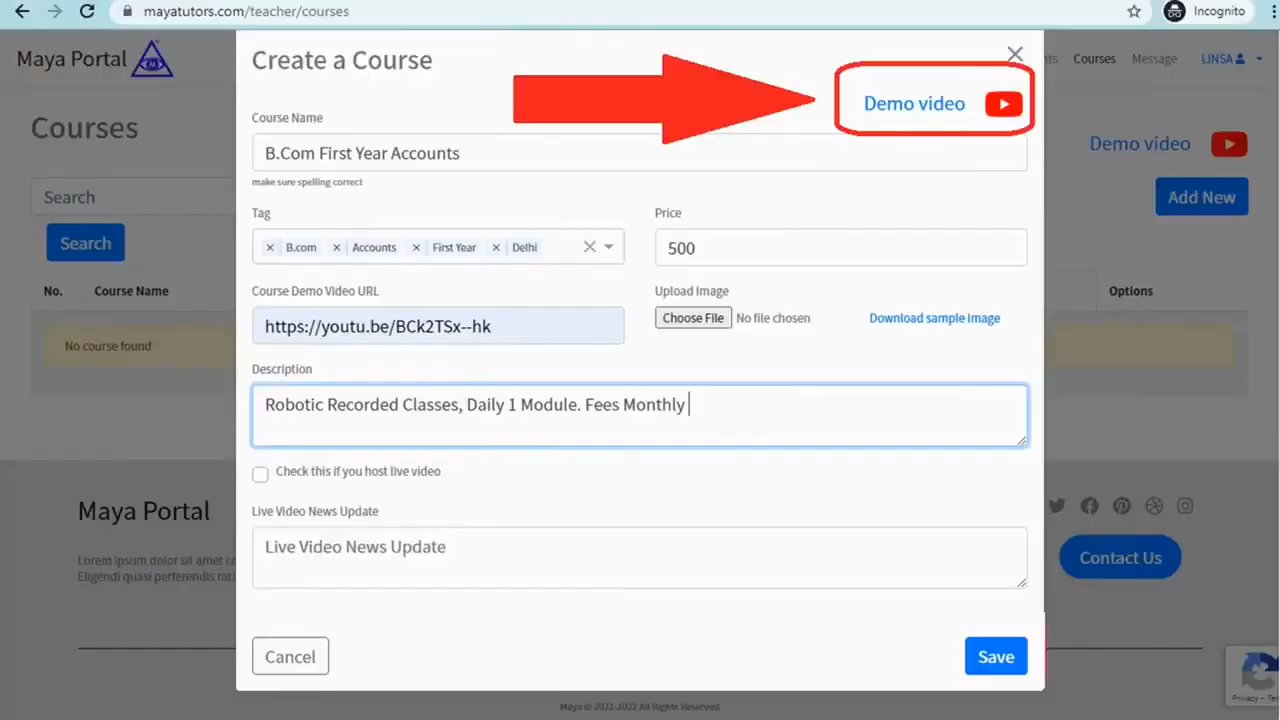 mayatutors.com/teacher/courses
Incognito
Maya Portal
Create a Course
Courses
Message
LINSA
Demo video
Courses
Course Name
B.Com First Year Accounts
make sure spelling correct
Demo video
Search
Add New
Search
Tag
Price
B.com
Accounts
First Year
Delhi
500
No.
Course Name
Course Demo Video URL
Upload Image
Options
https://youtu.be/BCk2TSx--hk
Choose File No file chosen
Download sample Image
No course found
Description
Robotic Recorded Classes, Daily 1 Module. Fees Monthly
Check this if you host live video
Maya Portal
Live Video News Update
Live Video News Update
Lorem ipsum dolor sit amet
Eligendi quasi perferendis
Contact Us
Cancel
Save
Maya © 2021-2022 All Rights Reserved
Privacy